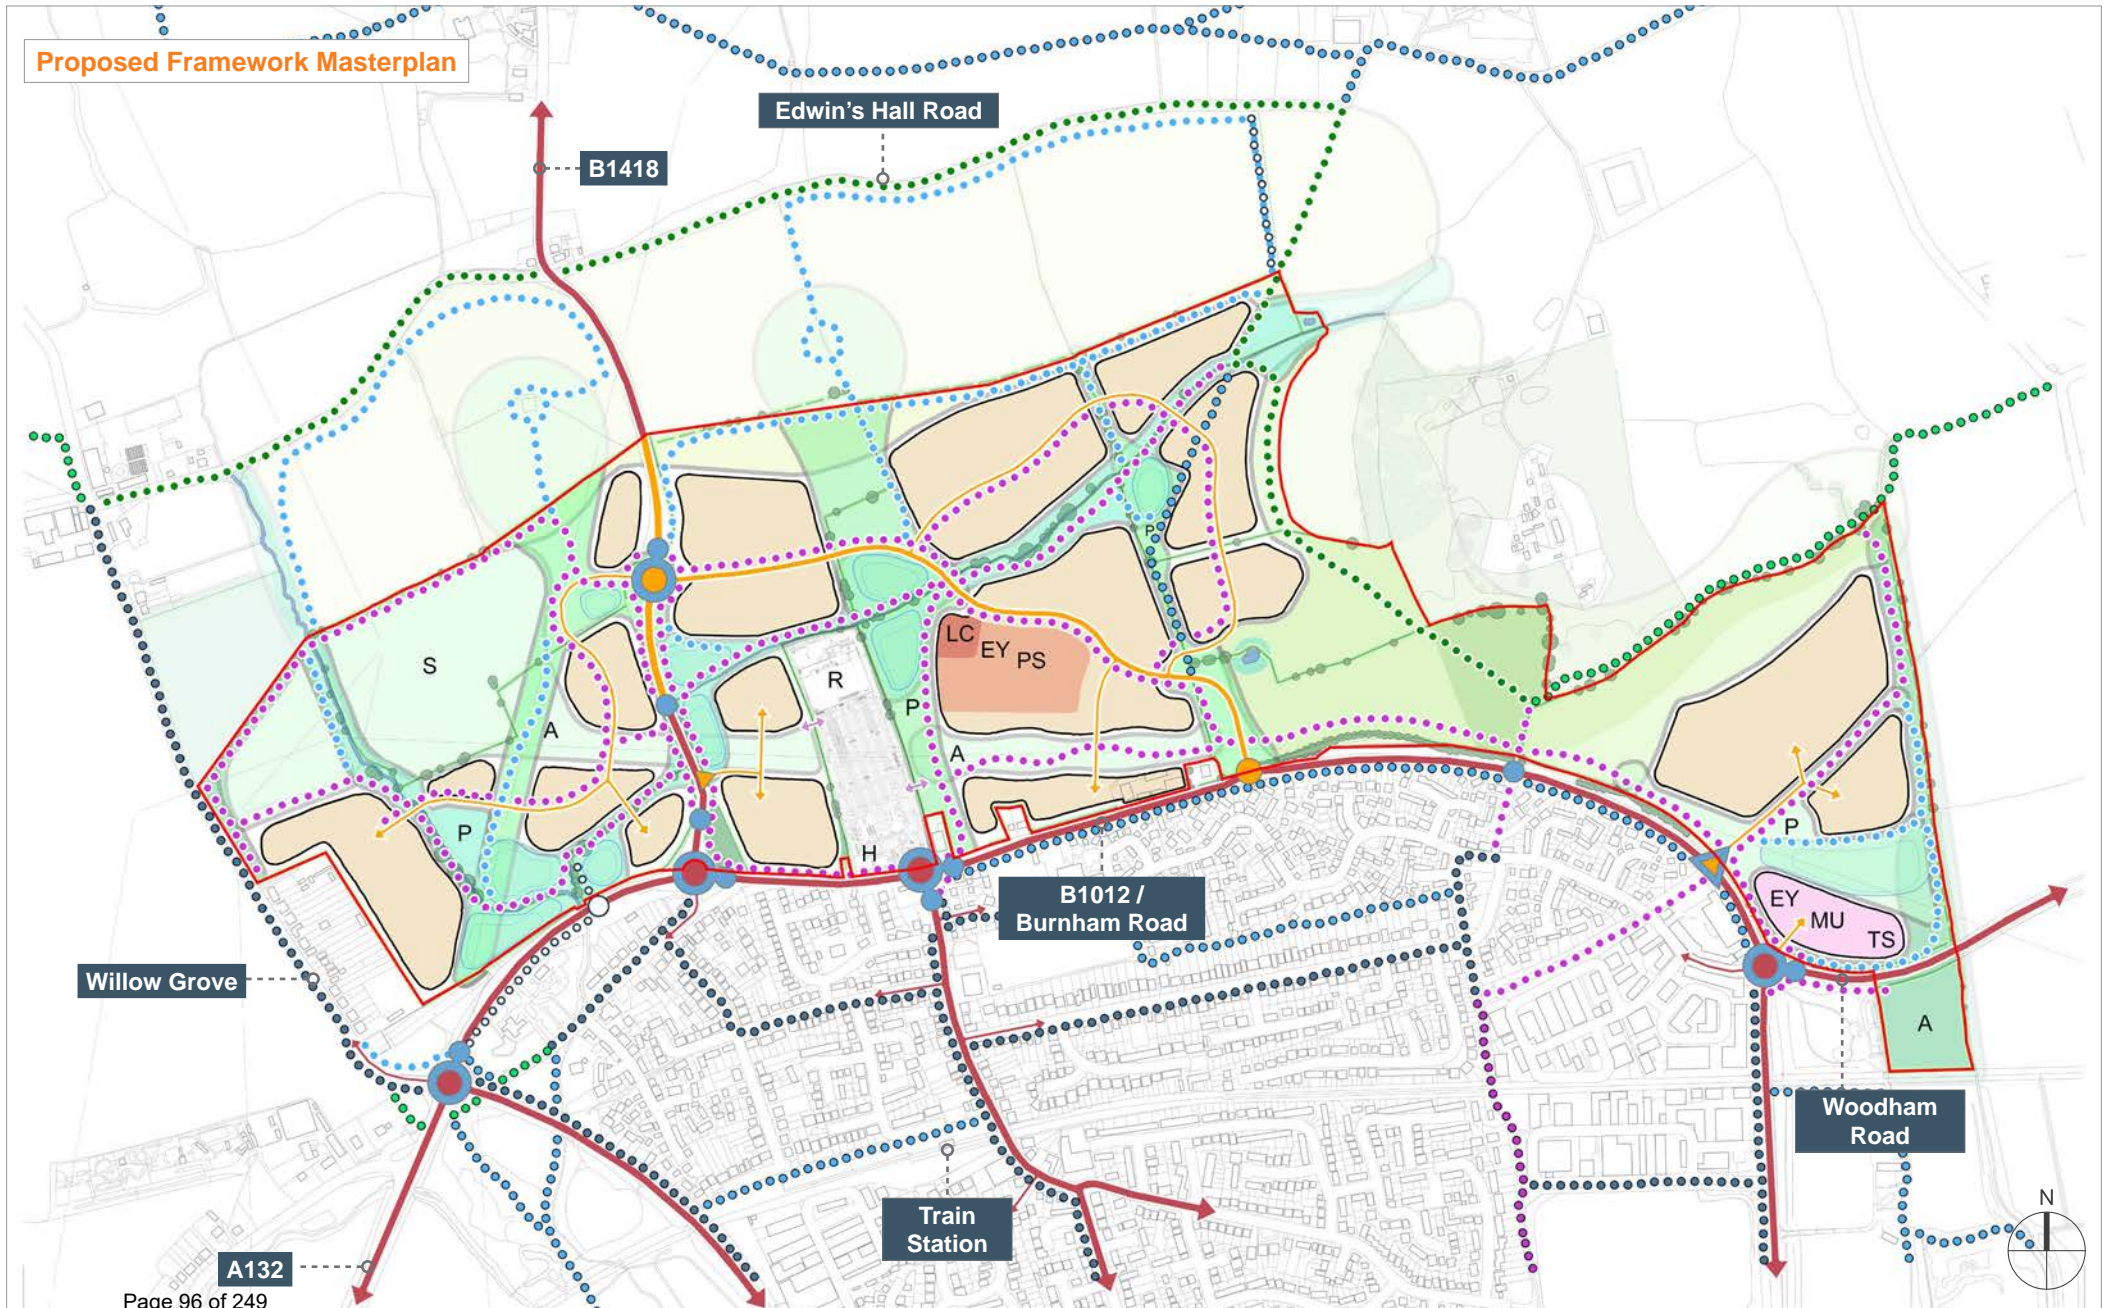 Proposed Framework Masterplan
Edwin's Hall Road
B1418
S
A
P
R
H
P
A
LC
EY
PS
P
P
EY
MU
TS
A
B1012 /
Burnham Road
Willow Grove
Woodham
Road
Train
Station
A132
N
Page 96 of 249